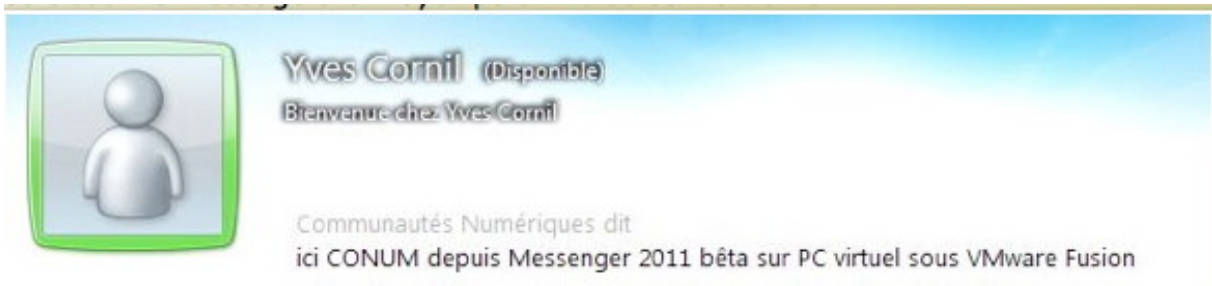 Yves Cornil (Disponible)
Bienvenue chez Yves Cornil
Communautés Numériques dit
ici CONUM depuis Messenger 2011 bêta sur PC virtuel sous VMware Fusion